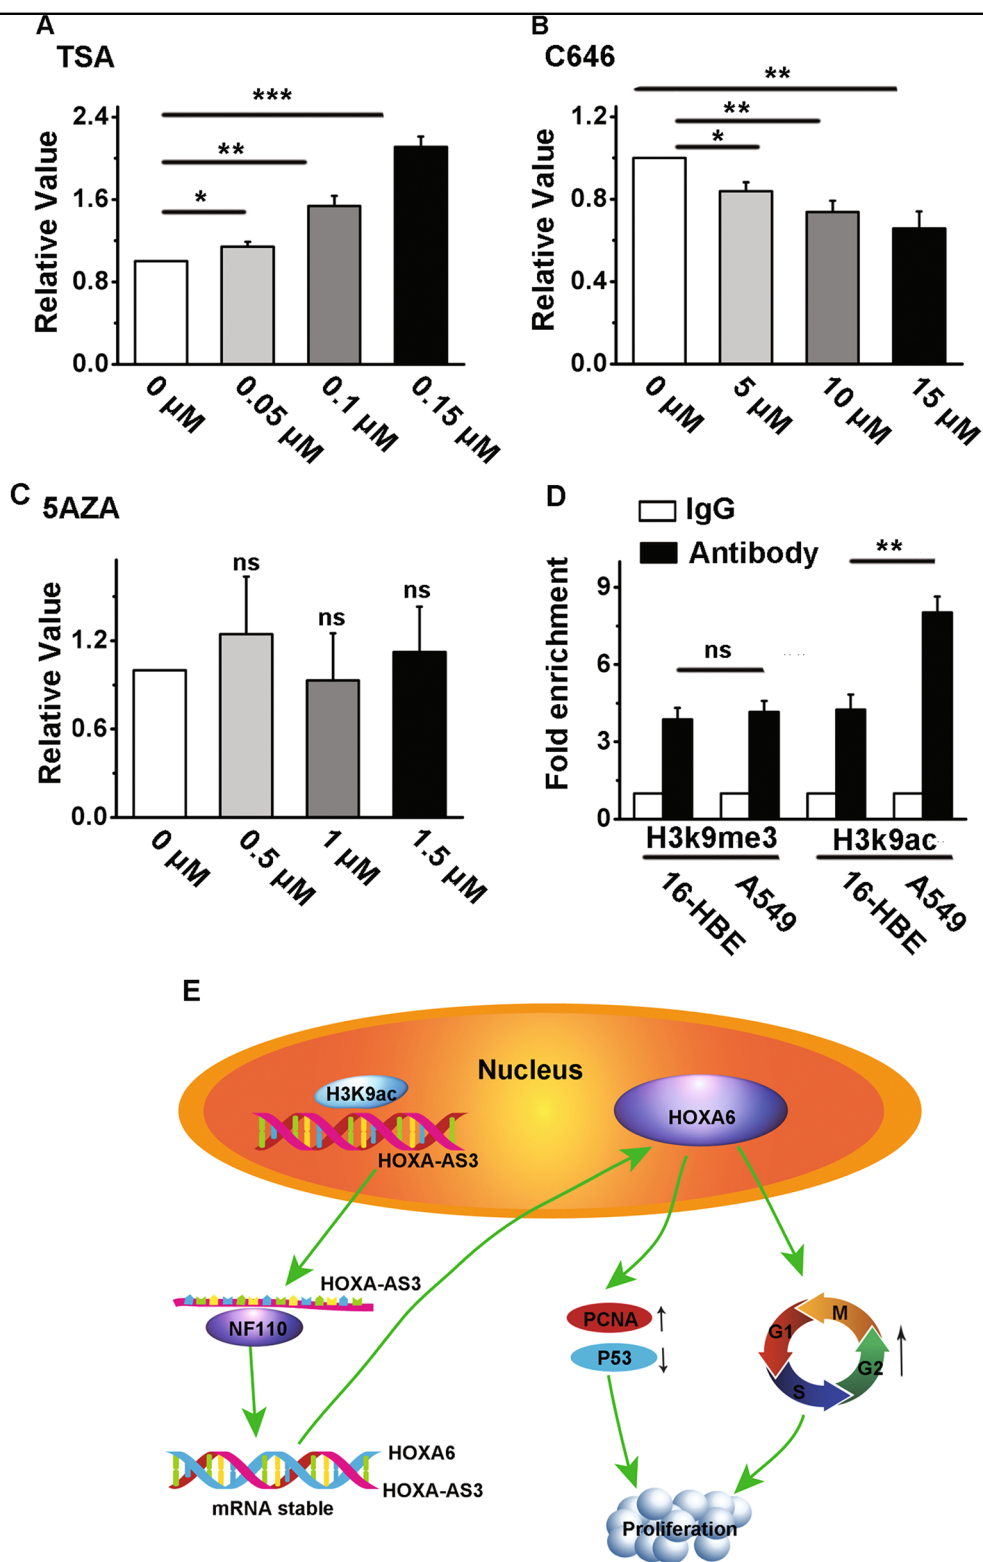 A
TSA
Relative Value
2.4
1.6
0.8
0.0
***
**
*
0 µM
0.05 µM
0.1 µM
0.15 µM
B
C646
Relative Value
1.2
0.8
0.4
0.0
**
**
*
0 µM
5 µM
10 µM
15 µM
C
5AZA
Relative Value
1.2
0.6
0.0
ns
ns
ns
0 µM
0.5 µM
1 µM
1.5 µM
D
IgG
Antibody
Fold enrichment
9
6
3
0
ns
**
H3k9me3
H3k9ac
16-HBE
A549
16-HBE
A549
E
Nucleus
H3K9ac
HOXA-AS3
HOXA6
HOXA-AS3
NF110
HOXA6
HOXA-AS3
mRNA stable
PCNA ↑
P53 ↓
M
G1
G2
S
↑
Proliferation